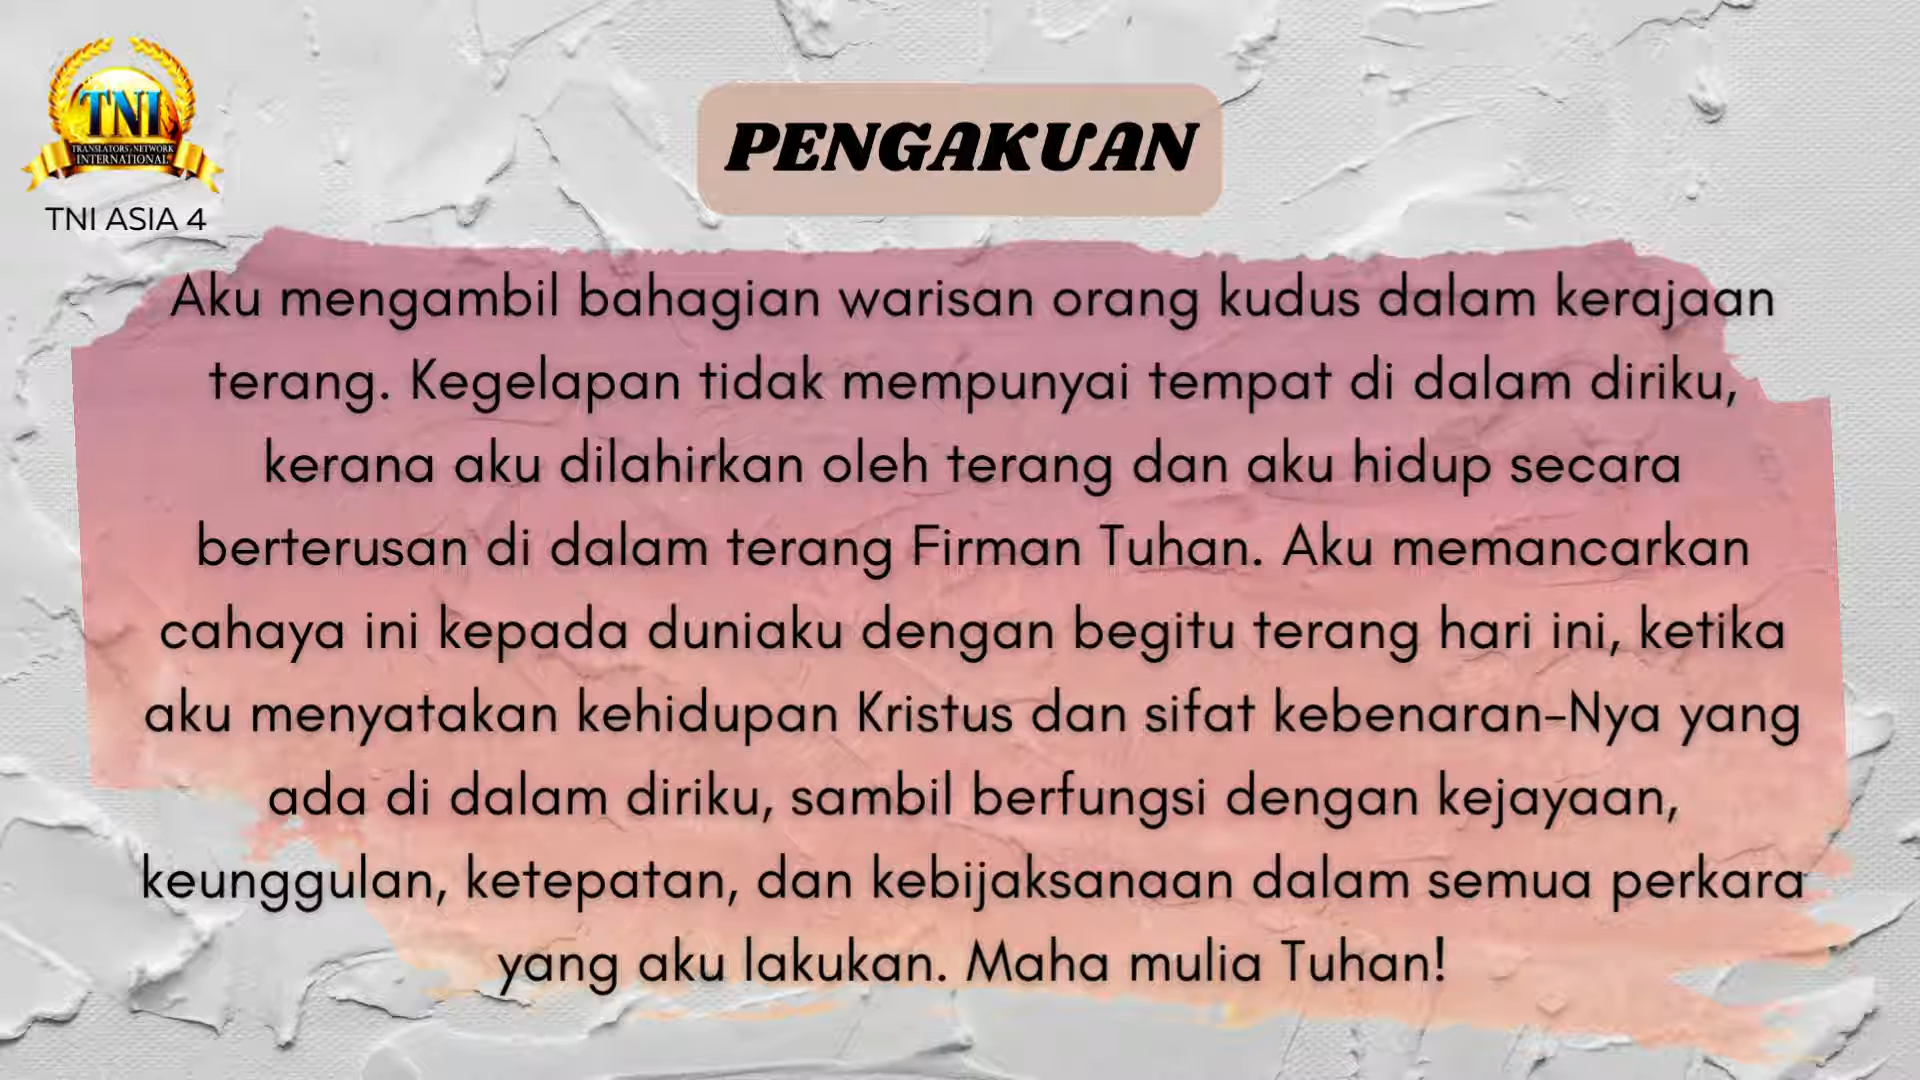 TNI
TRANSLATORS NETWORK
INTERNATIONAL
TNI ASIA 4
PENGAKUAN
Aku mengambil bahagian warisan orang kudus dalam kerajaan
terang. Kegelapan tidak mempunyai tempat di dalam diriku,
kerana aku dilahirkan oleh terang dan aku hidup secara
berterusan di dalam terang Firman Tuhan. Aku memancarkan
cahaya ini kepada duniaku dengan begitu terang hari ini, ketika
aku menyatakan kehidupan Kristus dan sifat kebenaran-Nya yang
ada di dalam diriku, sambil berfungsi dengan kejayaan,
keunggulan, ketepatan, dan kebijaksanaan dalam semua perkara
yang aku lakukan. Maha mulia Tuhan!